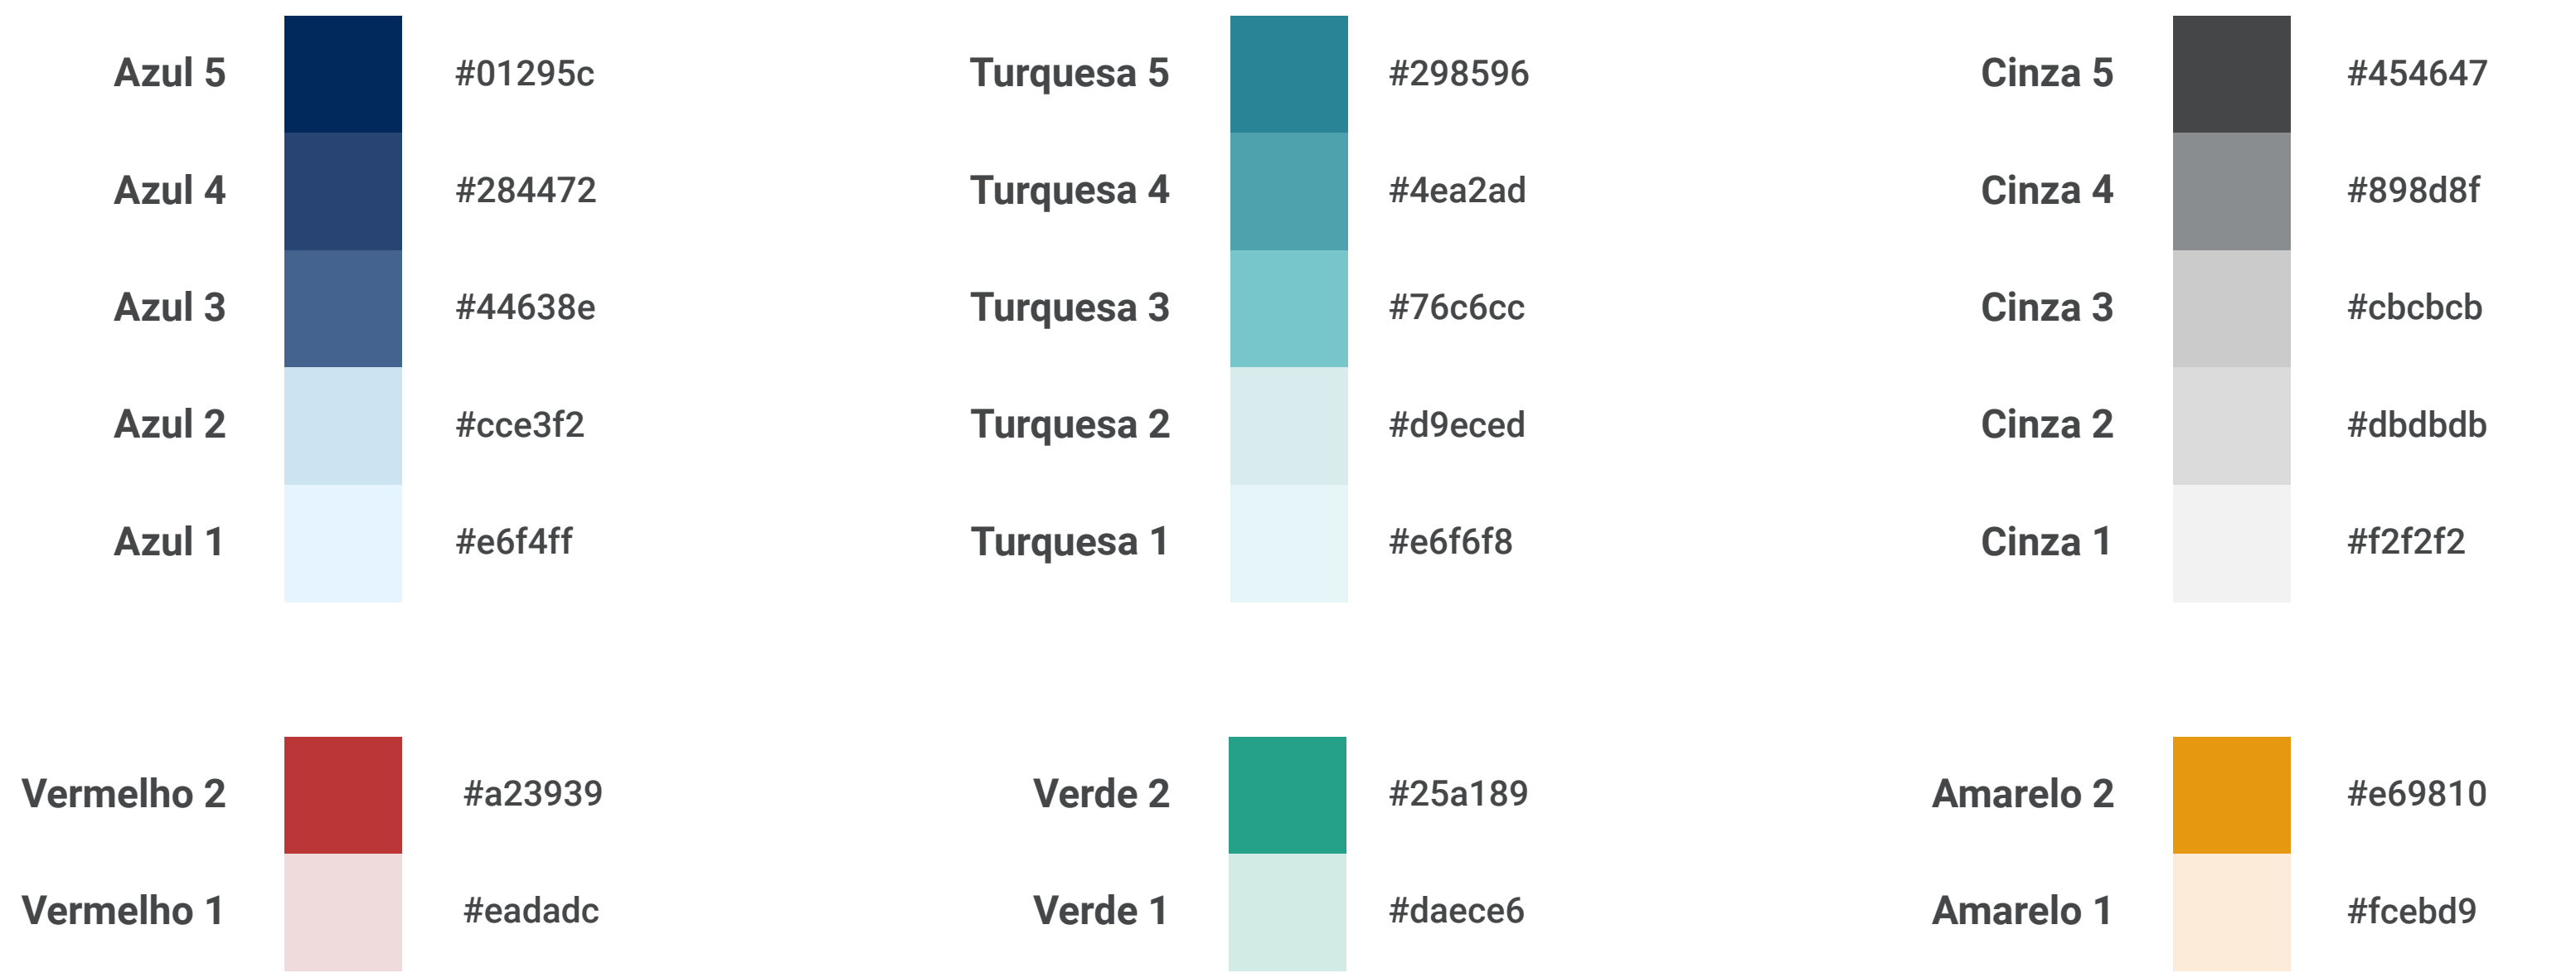 Azul 5 #01295c
Azul 4 #284472
Azul 3 #44638e
Azul 2 #cce3f2
Azul 1 #e6f4ff
Turquesa 5 #298596
Turquesa 4 #4ea2ad
Turquesa 3 #76c6cc
Turquesa 2 #d9eced
Turquesa 1 #e6f6f8
Cinza 5 #454647
Cinza 4 #898d8f
Cinza 3 #cbcbcb
Cinza 2 #dbdbdb
Cinza 1 #f2f2f2
Vermelho 2 #a23939
Vermelho 1 #eadadc
Verde 2 #25a189
Verde 1 #daece6
Amarelo 2 #e69810
Amarelo 1 #fcebd9